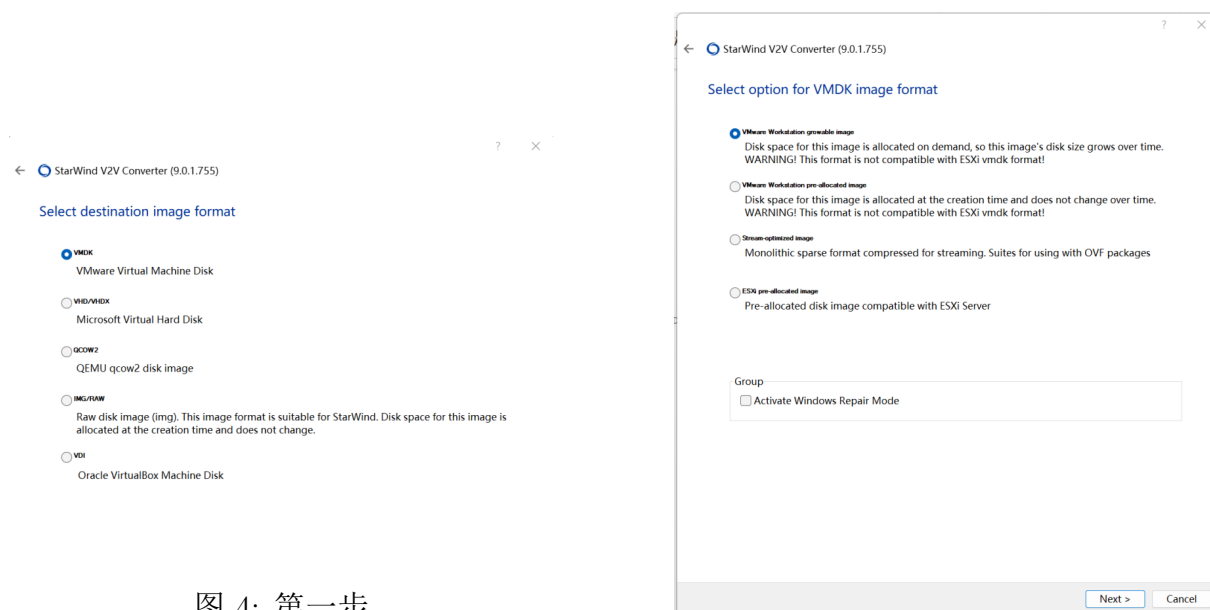 StarWind V2V Converter (9.0.1.755)
Select destination image format
VMDK
VMware Virtual Machine Disk
VHD/VHDX
Microsoft Virtual Hard Disk
QCOW2
QEMU qcow2 disk image
IMG/RAW
Raw disk image (img). This image format is suitable for StarWind. Disk space for this image is
allocated at the creation time and does not change.
VDI
Oracle VirtualBox Machine Disk
图 4: 第一步
StarWind V2V Converter (9.0.1.755)
Select option for VMDK image format
VMware Workstation growable image
Disk space for this image is allocated on demand, so this image's disk size grows over time.
WARNING! This format is not compatible with ESXi vmdk format!
VMware Workstation pre-allocated image
Disk space for this image is allocated at the creation time and does not change over time.
WARNING! This format is not compatible with ESXi vmdk format!
Stream-optimized image
Monolithic sparse format compressed for streaming. Suites for using with OVF packages
ESXi pre-allocated image
Pre-allocated disk image compatible with ESXi Server
Group
Activate Windows Repair Mode
Next >
Cancel